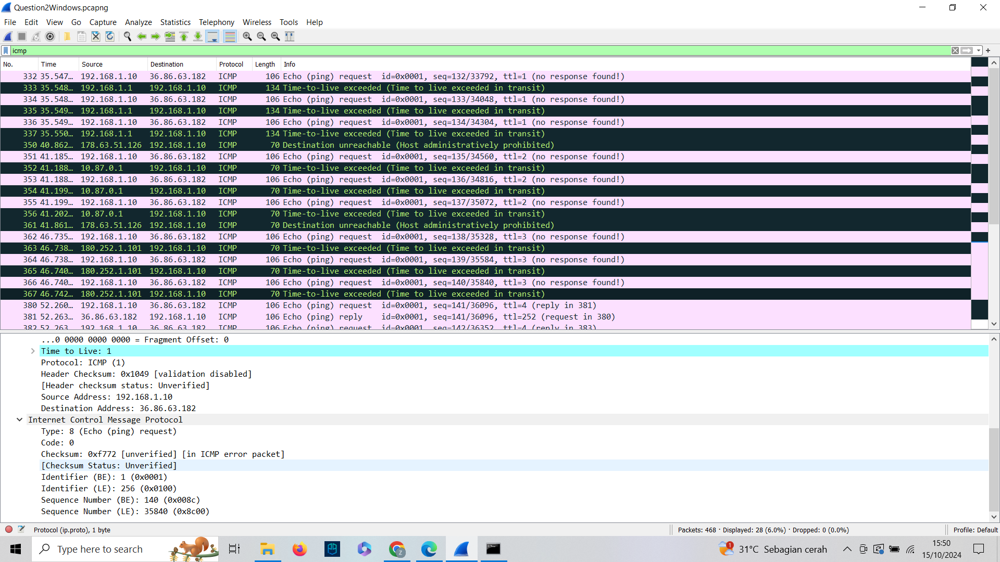 Question2Windows.pcapng
File Edit View Go Capture Analyze Statistics Telephony Wireless Tools Help
icmp
No. Time Source Destination Protocol Length Info
332 35.547… 192.168.1.10 36.86.63.182 ICMP 106 Echo (ping) request id=0x0001, seq=132/33792, ttl=1 (no response found!)
333 35.548… 192.168.1.1 192.168.1.10 ICMP 134 Time-to-live exceeded (Time to live exceeded in transit)
334 35.548… 192.168.1.10 36.86.63.182 ICMP 106 Echo (ping) request id=0x0001, seq=133/34048, ttl=1 (no response found!)
335 35.549… 192.168.1.1 192.168.1.10 ICMP 134 Time-to-live exceeded (Time to live exceeded in transit)
336 35.549… 192.168.1.10 36.86.63.182 ICMP 106 Echo (ping) request id=0x0001, seq=134/34304, ttl=1 (no response found!)
337 35.550… 192.168.1.1 192.168.1.10 ICMP 134 Time-to-live exceeded (Time to live exceeded in transit)
350 40.862… 178.63.51.126 192.168.1.10 ICMP 70 Destination unreachable (Host administratively prohibited)
351 41.185… 192.168.1.10 36.86.63.182 ICMP 106 Echo (ping) request id=0x0001, seq=135/34560, ttl=2 (no response found!)
352 41.188… 10.87.0.1 192.168.1.10 ICMP 70 Time-to-live exceeded (Time to live exceeded in transit)
353 41.188… 192.168.1.10 36.86.63.182 ICMP 106 Echo (ping) request id=0x0001, seq=136/34816, ttl=2 (no response found!)
354 41.199… 10.87.0.1 192.168.1.10 ICMP 70 Time-to-live exceeded (Time to live exceeded in transit)
355 41.199… 192.168.1.10 36.86.63.182 ICMP 106 Echo (ping) request id=0x0001, seq=137/35072, ttl=2 (no response found!)
356 41.202… 10.87.0.1 192.168.1.10 ICMP 70 Time-to-live exceeded (Time to live exceeded in transit)
361 41.861… 178.63.51.126 192.168.1.10 ICMP 70 Destination unreachable (Host administratively prohibited)
362 46.735… 192.168.1.10 36.86.63.182 ICMP 106 Echo (ping) request id=0x0001, seq=138/35328, ttl=3 (no response found!)
363 46.738… 180.252.1.101 192.168.1.10 ICMP 70 Time-to-live exceeded (Time to live exceeded in transit)
364 46.738… 192.168.1.10 36.86.63.182 ICMP 106 Echo (ping) request id=0x0001, seq=139/35584, ttl=3 (no response found!)
365 46.740… 180.252.1.101 192.168.1.10 ICMP 70 Time-to-live exceeded (Time to live exceeded in transit)
366 46.740… 192.168.1.10 36.86.63.182 ICMP 106 Echo (ping) request id=0x0001, seq=140/35840, ttl=3 (no response found!)
367 46.742… 180.252.1.101 192.168.1.10 ICMP 70 Time-to-live exceeded (Time to live exceeded in transit)
380 52.260… 192.168.1.10 36.86.63.182 ICMP 106 Echo (ping) request id=0x0001, seq=141/36096, ttl=4 (reply in 381)
381 52.263… 36.86.63.182 192.168.1.10 ICMP 106 Echo (ping) reply id=0x0001, seq=141/36096, ttl=252 (request in 380)
382 52.263… 192.168.1.10 36.86.63.182 ICMP 106 Echo (ping) request id=0x0001, seq=142/36352, ttl=4 (reply in 383)
...0 0000 0000 0000 = Fragment Offset: 0
Time to Live: 1
Protocol: ICMP (1)
Header Checksum: 0x1049 [validation disabled]
[Header checksum status: Unverified]
Source Address: 192.168.1.10
Destination Address: 36.86.63.182
Internet Control Message Protocol
Type: 8 (Echo (ping) request)
Code: 0
Checksum: 0xf772 [unverified] [in ICMP error packet]
[Checksum Status: Unverified]
Identifier (BE): 1 (0x0001)
Identifier (LE): 256 (0x0100)
Sequence Number (BE): 140 (0x008c)
Sequence Number (LE): 35840 (0x8c00)
Protocol (ip.proto), 1 byte Packets: 468 · Displayed: 28 (6.0%) · Dropped: 0 (0.0%) Profile: Default
Type here to search 1 31°C Sebagian cerah 15:50
15/10/2024